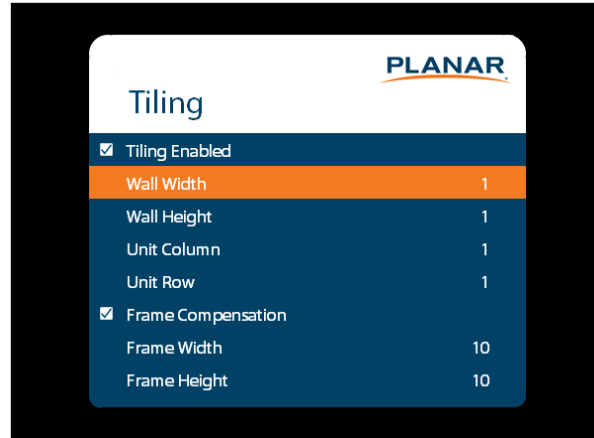 PLANAR
Tiling
Tiling Enabled
Wall Width 1
Wall Height 1
Unit Column 1
Unit Row 1
Frame Compensation
Frame Width 10
Frame Height 10